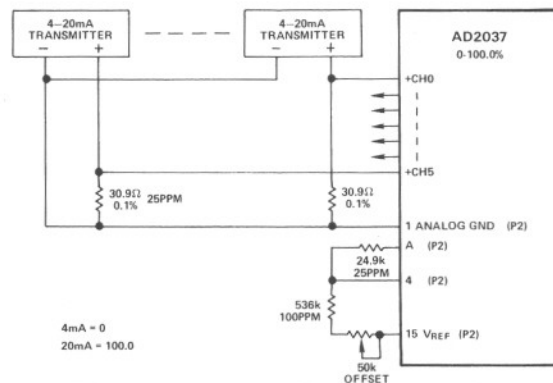 4–20mA
TRANSMITTER
– +
4–20mA
TRANSMITTER
– +
AD2037
0-100.0%
+CH0
+CH5
30.9Ω
0.1%
25PPM
30.9Ω
0.1%
1 ANALOG GND (P2)
A (P2)
24.9k
25PPM
4 (P2)
536k
100PPM
15 VREF (P2)
50k
OFFSET
4mA = 0
20mA = 100.0